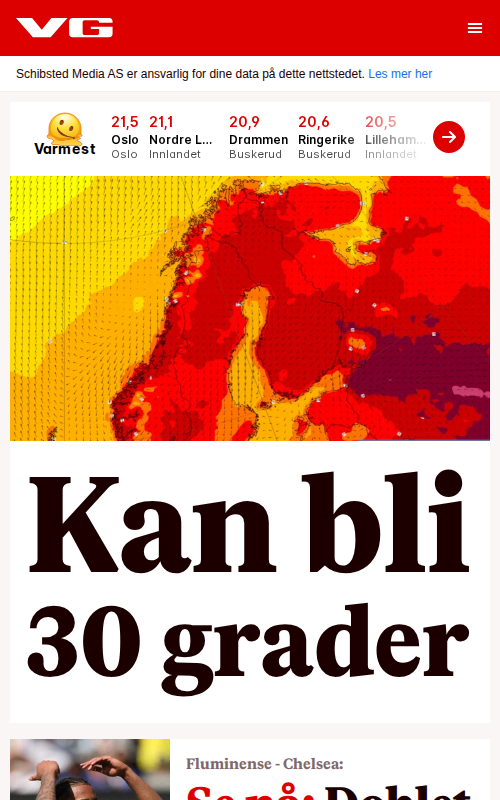 VG
Schibsted Media AS er ansvarlig for dine data på dette nettstedet. Les mer her
Varmest
21,5 21,1 20,9 20,6 20,5
Oslo Nordre L... Drammen Ringerike Lilleham...
Oslo Innlandet Buskerud Buskerud Innlandet
Kan bli
30 grader
Fluminense - Chelsea:
Se nå: Doblet